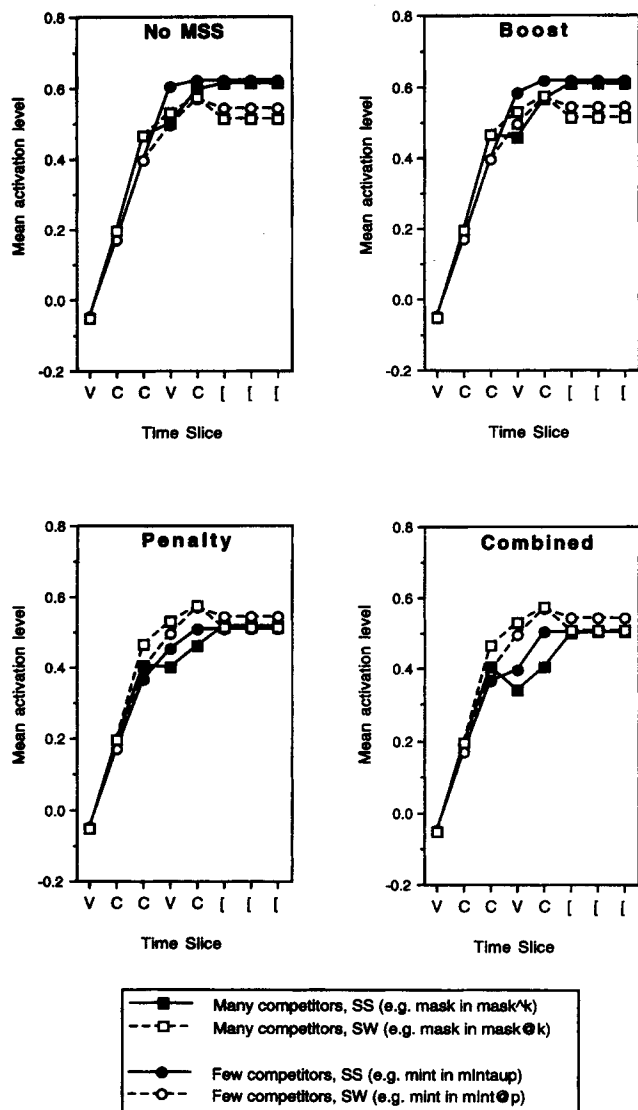 No MSS
0.8
0.6
0.4
0.2
0.0
-0.2
Mean activation level
V C C V C [ [ [
Time Slice
Boost
0.8
0.6
0.4
0.2
0.0
-0.2
Mean activation level
V C C V C [ [ [
Time Slice
Penalty
0.8
0.6
0.4
0.2
0.0
-0.2
Mean activation level
V C C V C [ [ [
Time Slice
Combined
0.8
0.6
0.4
0.2
0.0
-0.2
Mean activation level
V C C V C [ [ [
Time Slice
Many competitors, SS (e.g. mask in mask^k)
Many competitors, SW (e.g. mask in mask@k)
Few competitors, SS (e.g. mint in mIntaup)
Few competitors, SW (e.g. mint in mInt@p)